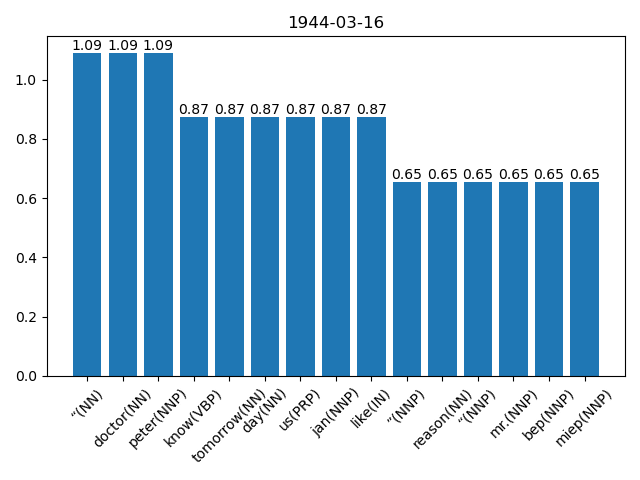 1944-03-16
1.09 1.09 1.09
0.87 0.87 0.87 0.87 0.87 0.87
0.65 0.65 0.65 0.65 0.65 0.65
1.0
0.8
0.6
0.4
0.2
0.0
“(NN)
doctor(NN)
peter(NNP)
know(VBP)
tomorrow(NN)
day(NN)
us(PRP)
jan(NNP)
like(IN)
“(NNP)
reason(NN)
“(NNP)
mr.(NNP)
bep(NNP)
miep(NNP)